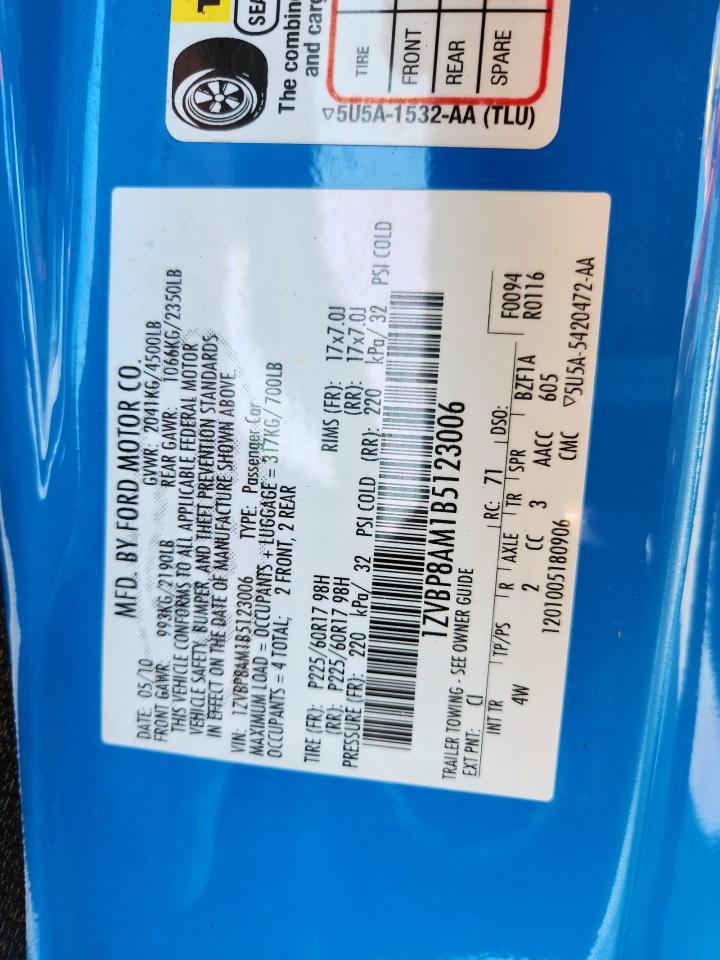 SEA
The combin
and carg
TIRE
FRONT
REAR
SPARE
▽5U5A-1532-AA (TLU)
MFD. BY FORD MOTOR CO.
DATE: 05/10 GVWR: 2041KG/4500LB
FRONT GAWR: 993KG/2190LB REAR GAWR: 1066KG/2350LB
THIS VEHICLE CONFORMS TO ALL APPLICABLE FEDERAL MOTOR
VEHICLE SAFETY, BUMPER, AND THEFT PREVENTION STANDARDS
IN EFFECT ON THE DATE OF MANUFACTURE SHOWN ABOVE
VIN: 1ZVBP8AM1B5123006 TYPE: Passenger Car
MAXIMUM LOAD = OCCUPANTS + LUGGAGE = 317KG/700LB
OCCUPANTS = 4 TOTAL; 2 FRONT, 2 REAR
TIRE (FR): P225/60R17 98H RIMS (FR): 17x7.0J
(RR): P225/60R17 98H (RR): 17x7.0J
PRESSURE (FR): 220 kPa/ 32 PSI COLD (RR): 220 kPa/ 32 PSI COLD
1ZVBP8AM1B5123006
TRAILER TOWING - SEE OWNER GUIDE
EXT PNT: CI RC: 71 DSO: F0094
R0116
INT TR TP/PS R AXLE TR SPR BZF1A
4W 2 CC 3 AACC 605
1201005180906 CMC ▽5U5A-5420472-AA